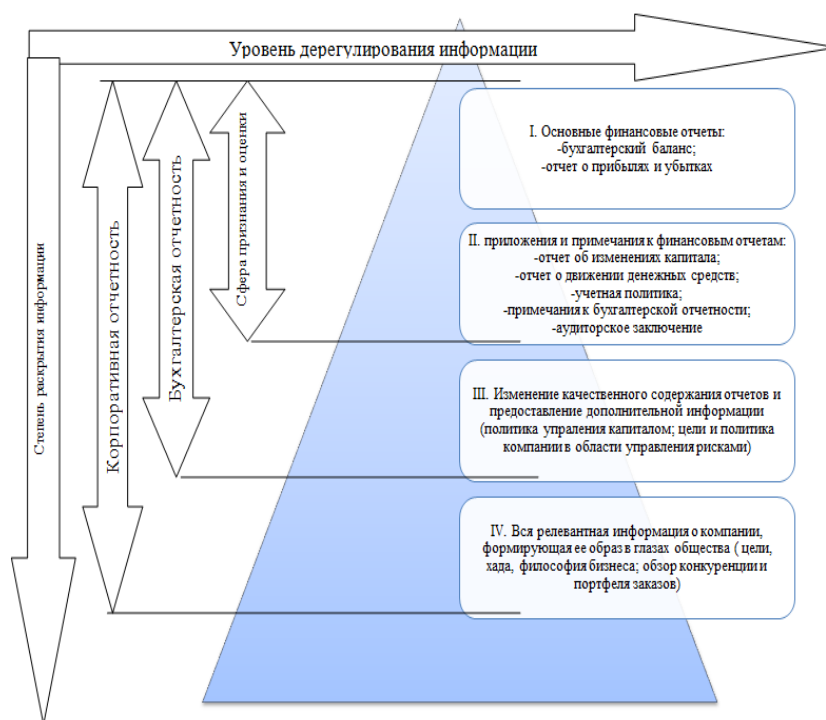 Уровень дерегулирования информации
Степень раскрытия информации
Корпоративная отчетность
Бухгалтерская отчетность
Сфера признания и оценки
I. Основные финансовые отчеты:
-бухгалтерский баланс;
-отчет о прибылях и убытках
II. приложения и примечания к финансовым отчетам:
-отчет об изменениях капитала;
-отчет о движении денежных средств;
-учетная политика;
-примечания к бухгалтерской отчетности;
-аудиторское заключение
III. Изменение качественного содержания отчетов и
предоставление дополнительной информации
(политика упраления капиталом; цели и политика
компании в области управления рисками)
IV. Вся релевантная информация о компании,
формирующая ее образ в глазах общества ( цели,
хада, философия бизнеса; обзор конкуренции и
портфеля заказов)